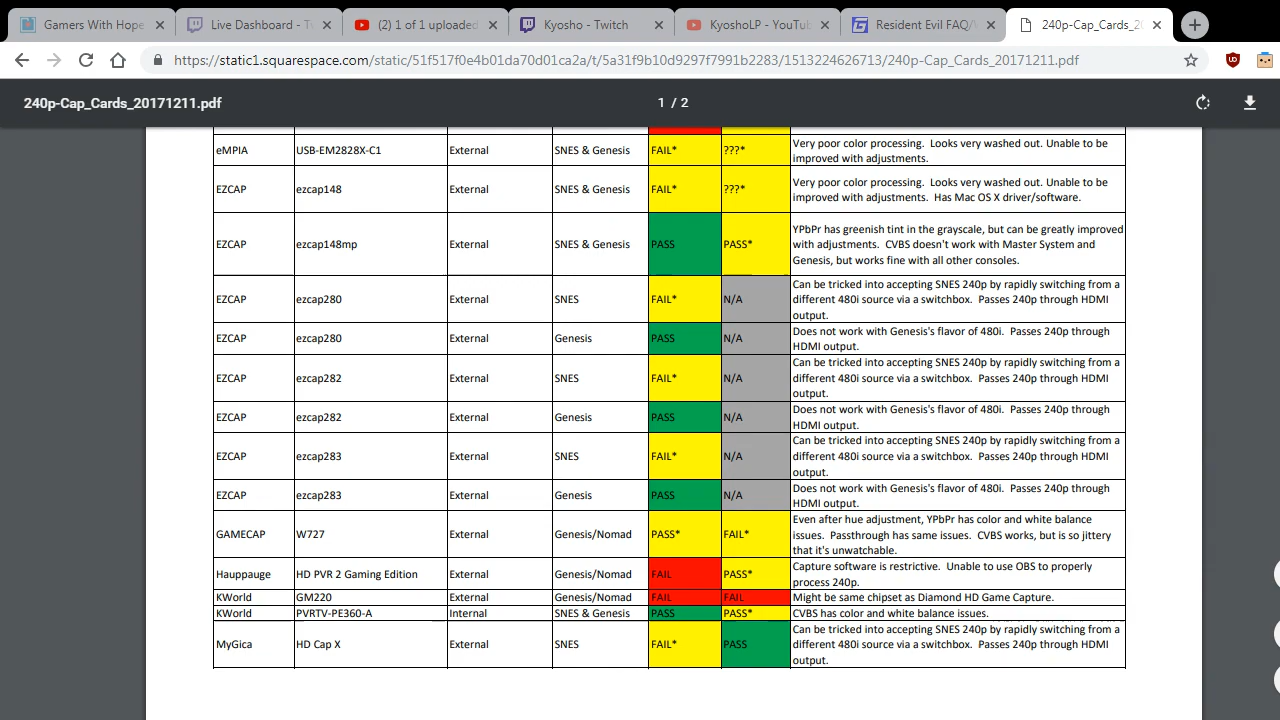 Gamers With Hope
Live Dashboard - Tw
(2) 1 of 1 uploaded
Kyosho - Twitch
KyoshoLP - YouTub
Resident Evil FAQ/
240p-Cap_Cards_20
https://static1.squarespace.com/static/51f517f0e4b01da70d01ca2a/t/5a31f9b10d9297f7991b2283/1513224626713/240p-Cap_Cards_20171211.pdf
240p-Cap_Cards_20171211.pdf
1 / 2
eMPIA USB-EM2828X-C1 External SNES & Genesis FAIL* ???* Very poor color processing. Looks very washed out. Unable to
improved with adjustments.
EZCAP ezcap148 External SNES & Genesis FAIL* ???* Very poor color processing. Looks very washed out. Unable to
improved with adjustments. Has Mac OS X driver/software.
EZCAP ezcap148mp External SNES & Genesis PASS PASS* YPbPr has greenish tint in the grayscale, but can be greatly improved
with adjustments. CVBS doesn't work with Master System and
Genesis, but works fine with all other consoles.
EZCAP ezcap280 External SNES FAIL* N/A Can be tricked into accepting SNES 240p by rapidly switching from a
different 480i source via a switchbox. Passes 240p through HDMI
output.
EZCAP ezcap280 External Genesis PASS N/A Does not work with Genesis's flavor of 480i. Passes 240p through
HDMI output.
EZCAP ezcap282 External SNES FAIL* N/A Can be tricked into accepting SNES 240p by rapidly switching from a
different 480i source via a switchbox. Passes 240p through HDMI
output.
EZCAP ezcap282 External Genesis PASS N/A Does not work with Genesis's flavor of 480i. Passes 240p through
HDMI output.
EZCAP ezcap283 External SNES FAIL* N/A Can be tricked into accepting SNES 240p by rapidly switching from a
different 480i source via a switchbox. Passes 240p through HDMI
output.
EZCAP ezcap283 External Genesis PASS N/A Does not work with Genesis's flavor of 480i. Passes 240p through
HDMI output.
GAMECAP W727 External Genesis/Nomad PASS* FAIL* Even after hue adjustment, YPbPr has color and white balance
issues. Passthrough has same issues. CVBS works, but is so jittery
that it's unwatchable.
Hauppauge HD PVR 2 Gaming Edition External Genesis/Nomad FAIL PASS* Capture software is restrictive. Unable to use OBS to properly
process 240p.
KWorld GM220 External Genesis/Nomad FAIL FAIL Might be same chipset as Diamond HD Game Capture.
KWorld PVRTV-PE360-A Internal SNES & Genesis PASS PASS* CVBS has color and white balance issues.
MyGica HD Cap X External SNES FAIL* PASS Can be tricked into accepting SNES 240p by rapidly switching from a
different 480i source via a switchbox. Passes 240p through HDMI
output.